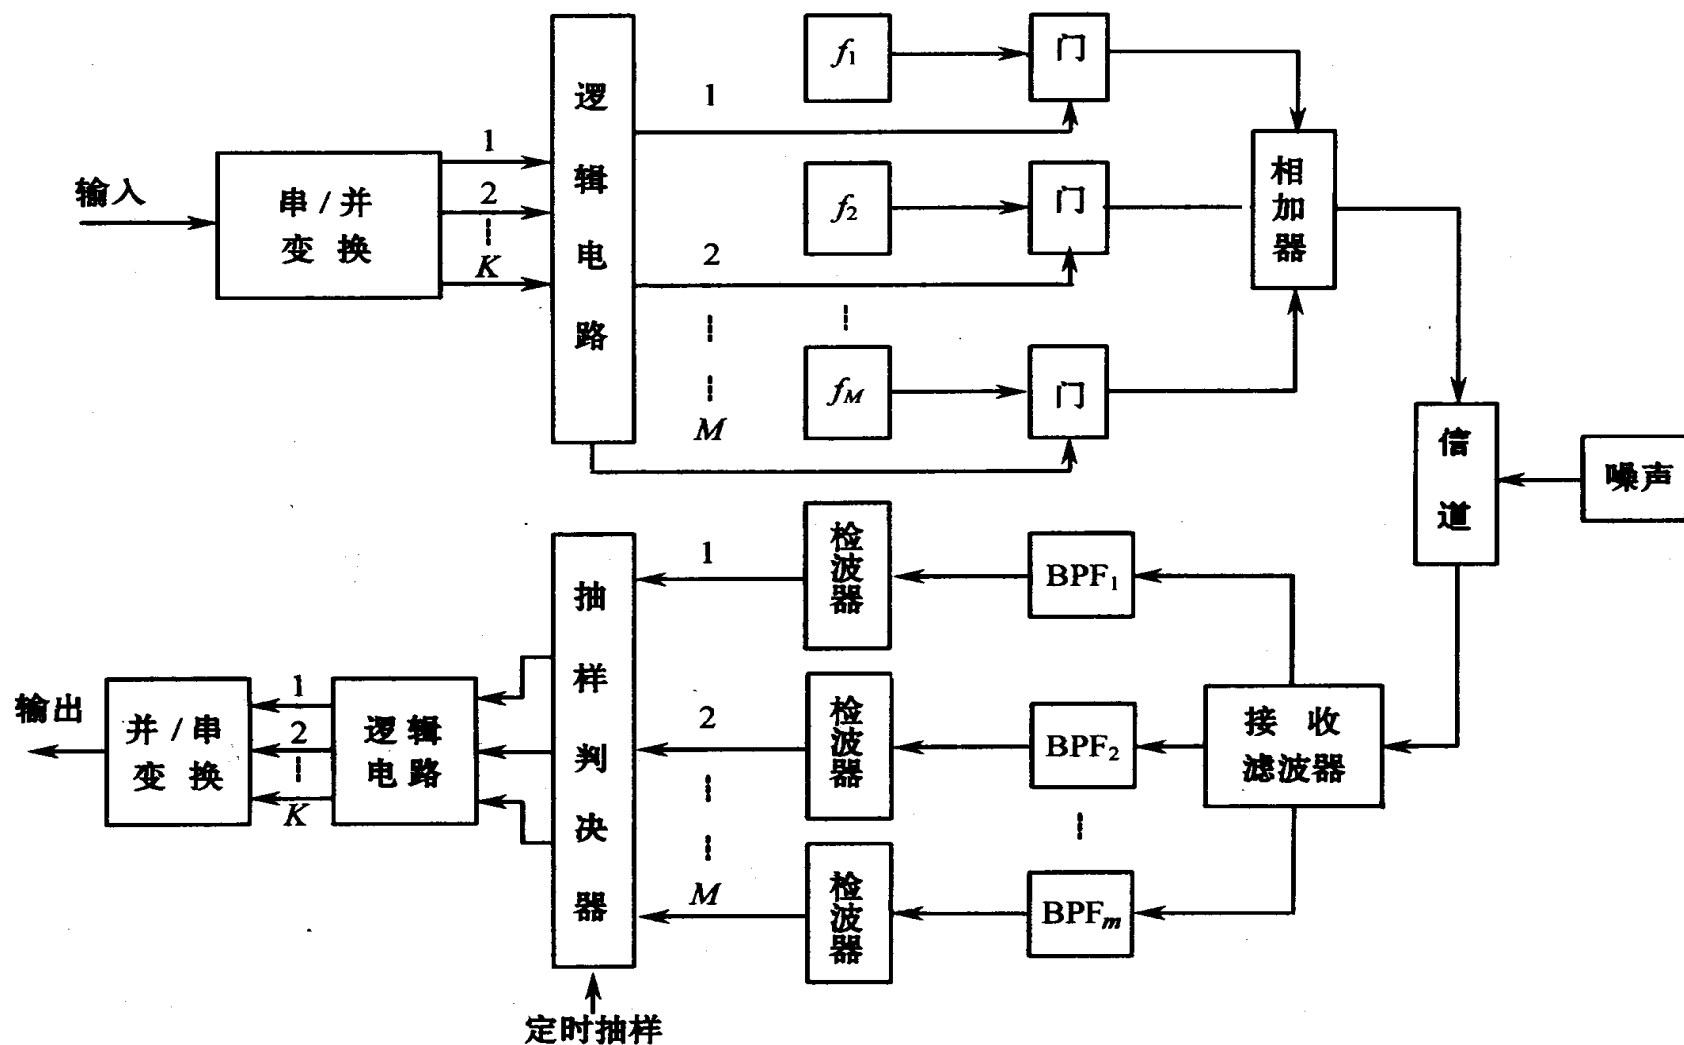 输入
串/并
变换
1
2
K
逻辑电路
1
2
M
f1
f2
fM
门
门
门
相加器
信道
噪声
接收
滤波器
BPF1
BPF2
BPFm
检波器
检波器
检波器
1
2
M
抽样判决器
定时抽样
逻辑
电路
1
2
K
并/串
变换
输出